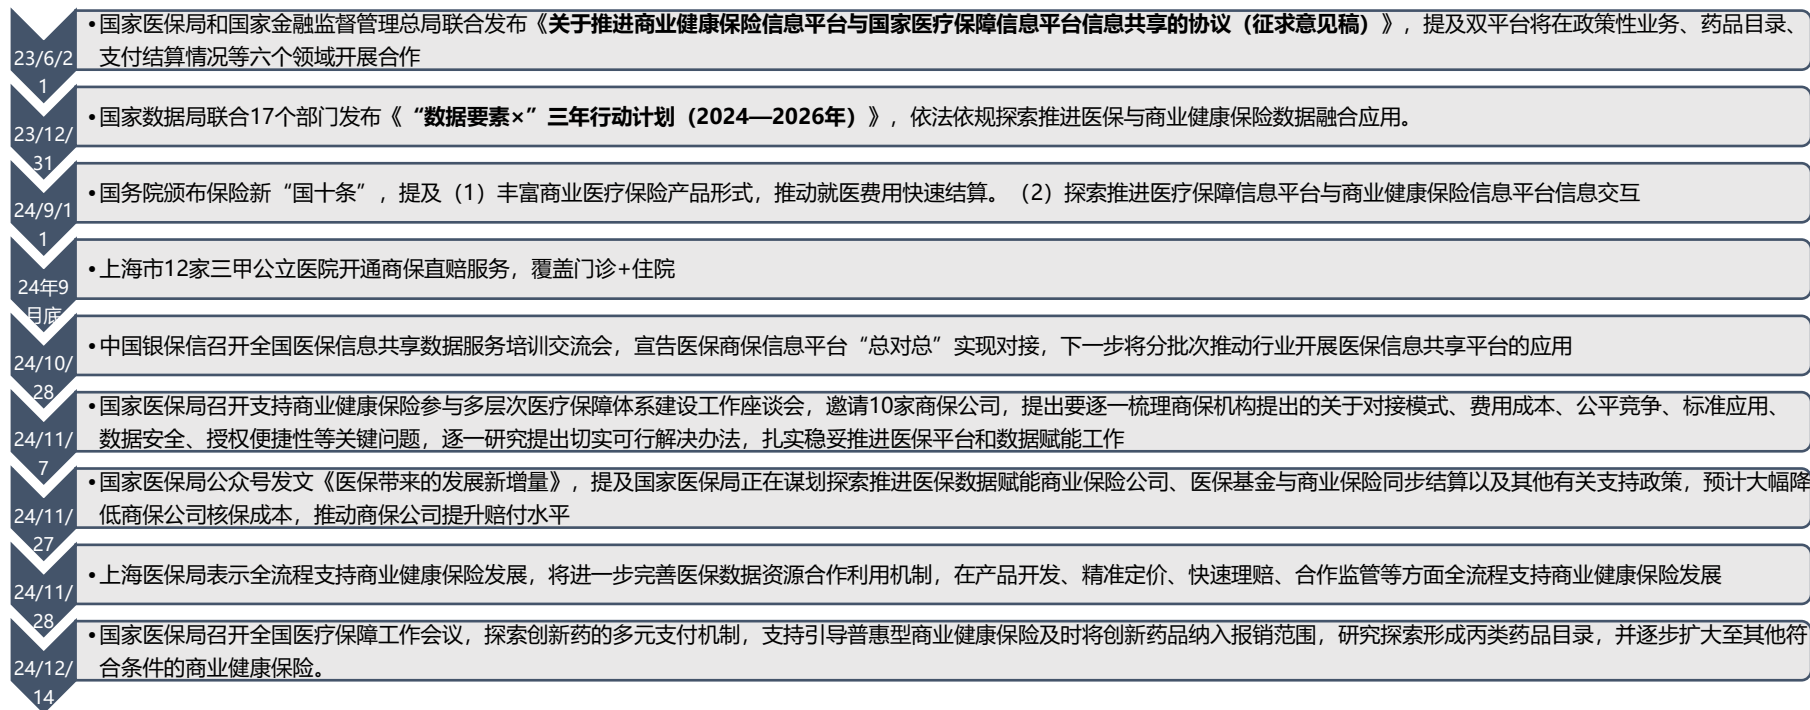 23/6/2
1
•国家医保局和国家金融监督管理总局联合发布《关于推进商业健康保险信息平台与国家医疗保障信息平台信息共享的协议（征求意见稿）》，提及双平台将在政策性业务、药品目录、
支付结算情况等六个领域开展合作
23/12/
31
•国家数据局联合17个部门发布《“数据要素×”三年行动计划（2024—2026年）》，依法依规探索推进医保与商业健康保险数据融合应用。
24/9/1
1
•国务院颁布保险新“国十条”，提及（1）丰富商业医疗保险产品形式，推动就医费用快速结算。（2）探索推进医疗保障信息平台与商业健康保险信息平台信息交互
24年9
月底
•上海市12家三甲公立医院开通商保直赔服务，覆盖门诊+住院
24/10/
28
•中国银保信召开全国医保信息共享数据服务培训交流会，宣告医保商保信息平台“总对总”实现对接，下一步将分批次推动行业开展医保信息共享平台的应用
24/11/
7
•国家医保局召开支持商业健康保险参与多层次医疗保障体系建设工作座谈会，邀请10家商保公司，提出要逐一梳理商保机构提出的关于对接模式、费用成本、公平竞争、标准应用、
数据安全、授权便捷性等关键问题，逐一研究提出切实可行解决办法，扎实稳妥推进医保平台和数据赋能工作
24/11/
27
•国家医保局公众号发文《医保带来的发展新增量》，提及国家医保局正在谋划探索推进医保数据赋能商业保险公司、医保基金与商业保险同步结算以及其他有关支持政策，预计大幅降
低商保公司核保成本，推动商保公司提升赔付水平
24/11/
28
•上海医保局表示全流程支持商业健康保险发展，将进一步完善医保数据资源合作利用机制，在产品开发、精准定价、快速理赔、合作监管等方面全流程支持商业健康保险发展
24/12/
14
•国家医保局召开全国医疗保障工作会议，探索创新药的多元支付机制，支持引导普惠型商业健康保险及时将创新药品纳入报销范围，研究探索形成丙类药品目录，并逐步扩大至其他符
合条件的商业健康保险。